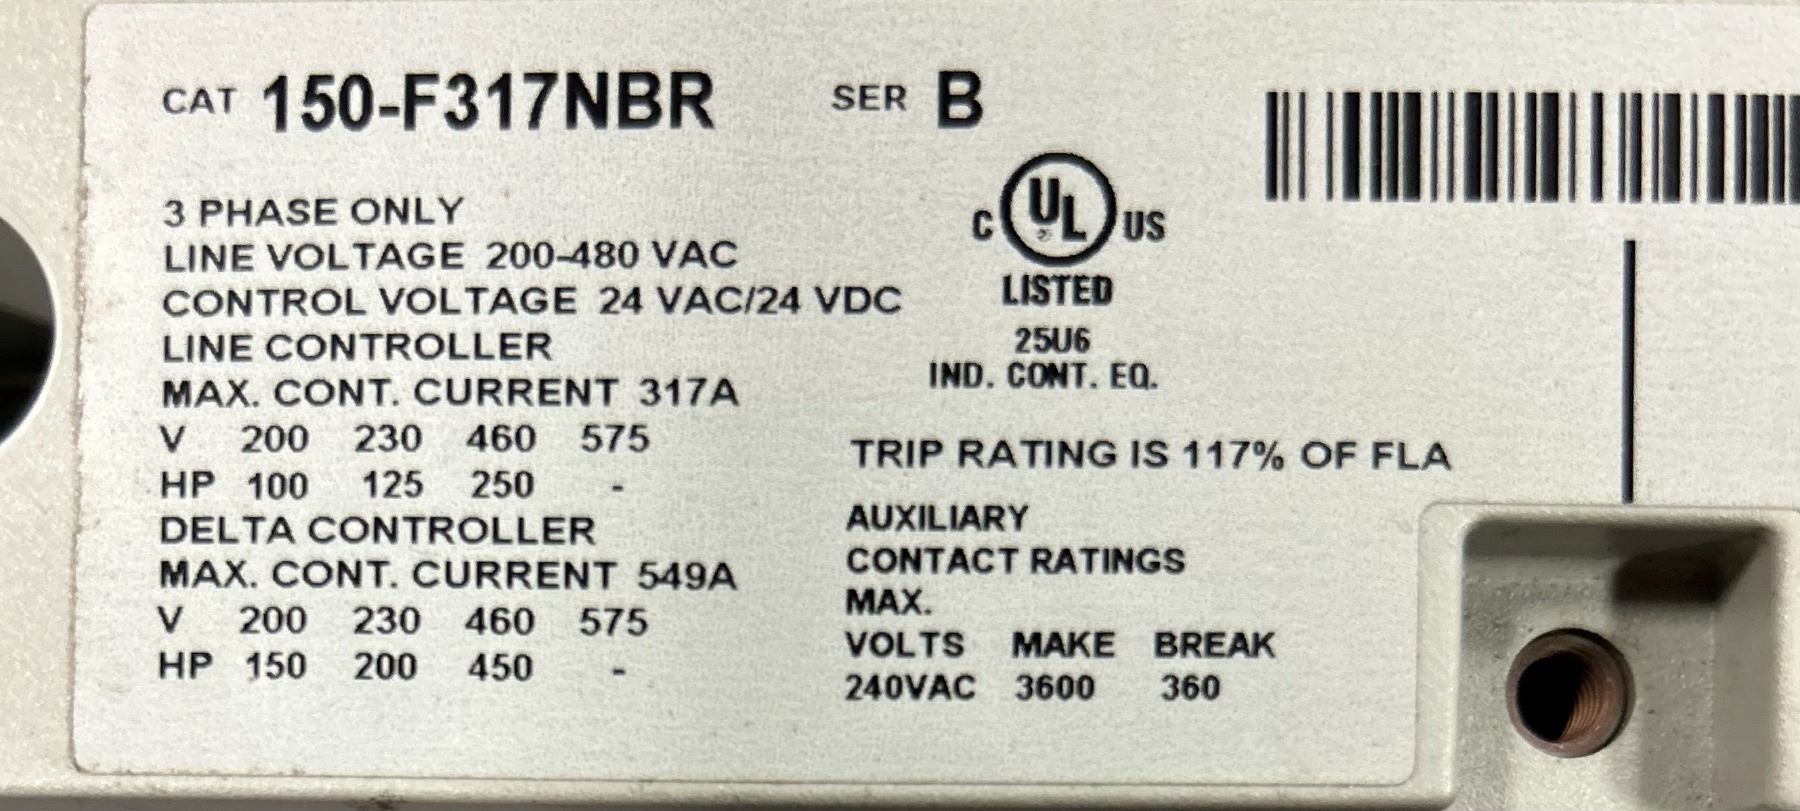 CAT 150-F317NBR SER B
3 PHASE ONLY
LINE VOLTAGE 200-480 VAC
CONTROL VOLTAGE 24 VAC/24 VDC
LINE CONTROLLER
MAX. CONT. CURRENT 317A
V 200 230 460 575
HP 100 125 250 -
DELTA CONTROLLER
MAX. CONT. CURRENT 549A
V 200 230 460 575
HP 150 200 450 -
C UL ® US
LISTED
25U6
IND. CONT. EQ.
TRIP RATING IS 117% OF FLA
AUXILIARY
CONTACT RATINGS
MAX.
VOLTS MAKE BREAK
240VAC 3600 360